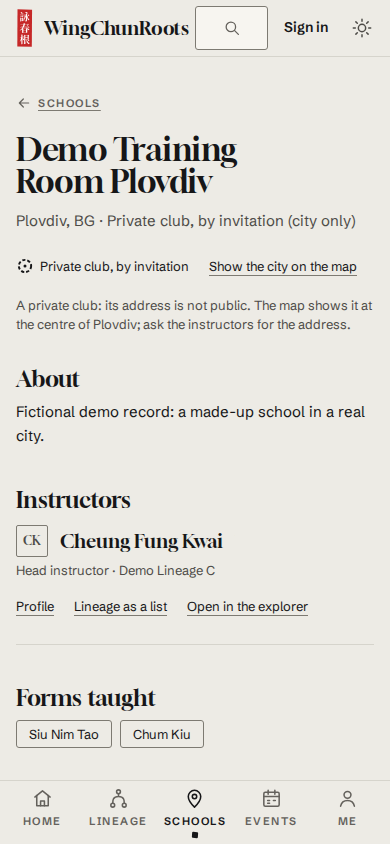 詠春根 WingChunRoots Sign in
← SCHOOLS
Demo Training
Room Plovdiv
Plovdiv, BG · Private club, by invitation (city only)
Private club, by invitation Show the city on the map
A private club: its address is not public. The map shows it at
the centre of Plovdiv; ask the instructors for the address.
About
Fictional demo record: a made-up school in a real
city.
Instructors
CK Cheung Fung Kwai
Head instructor · Demo Lineage C
Profile Lineage as a list Open in the explorer
Forms taught
Siu Nim Tao Chum Kiu
HOME LINEAGE SCHOOLS EVENTS ME